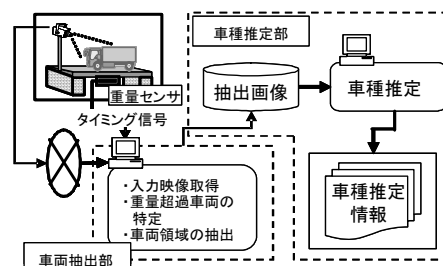 車種推定部
重量センサ
タイミング信号
抽出画像
車種推定
・入力映像取得
・重量超過車両の
特定
・車両領域の抽出
車種推定
情報
車両抽出部